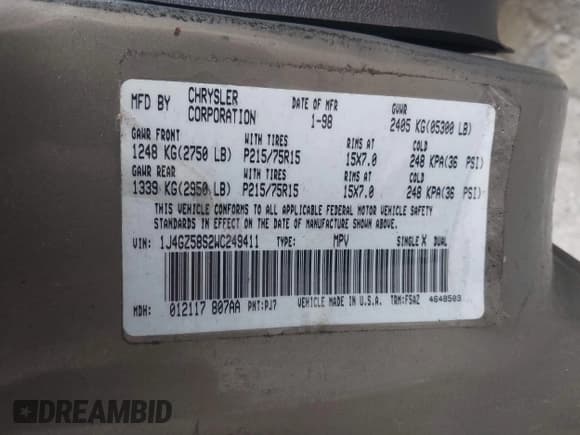 MFD BY CHRYSLER CORPORATION DATE OF MFR 1-98 GVWR 2405 KG(05300 LB)
GAWR FRONT WITH TIRES RIMS AT COLD
1248 KG(2750 LB) P215/75R15 15X7.0 248 KPA(36 PSI)
GAWR REAR WITH TIRES RIMS AT COLD
1339 KG(2950 LB) P215/75R15 15X7.0 248 KPA(36 PSI)
THIS VEHICLE CONFORMS TO ALL APPLICABLE FEDERAL MOTOR VEHICLE SAFETY
STANDARDS IN EFFECT ON THE DATE OF MANUFACTURE SHOWN ABOVE.
VIN: 1J4GZ58S2WC249411 TYPE: MPV SINGLE X DUAL
MDH: 012117 807AA PNT:PJ7 VEHICLE MADE IN U.S.A. TRM:FSAZ 4648503
DREAMBID